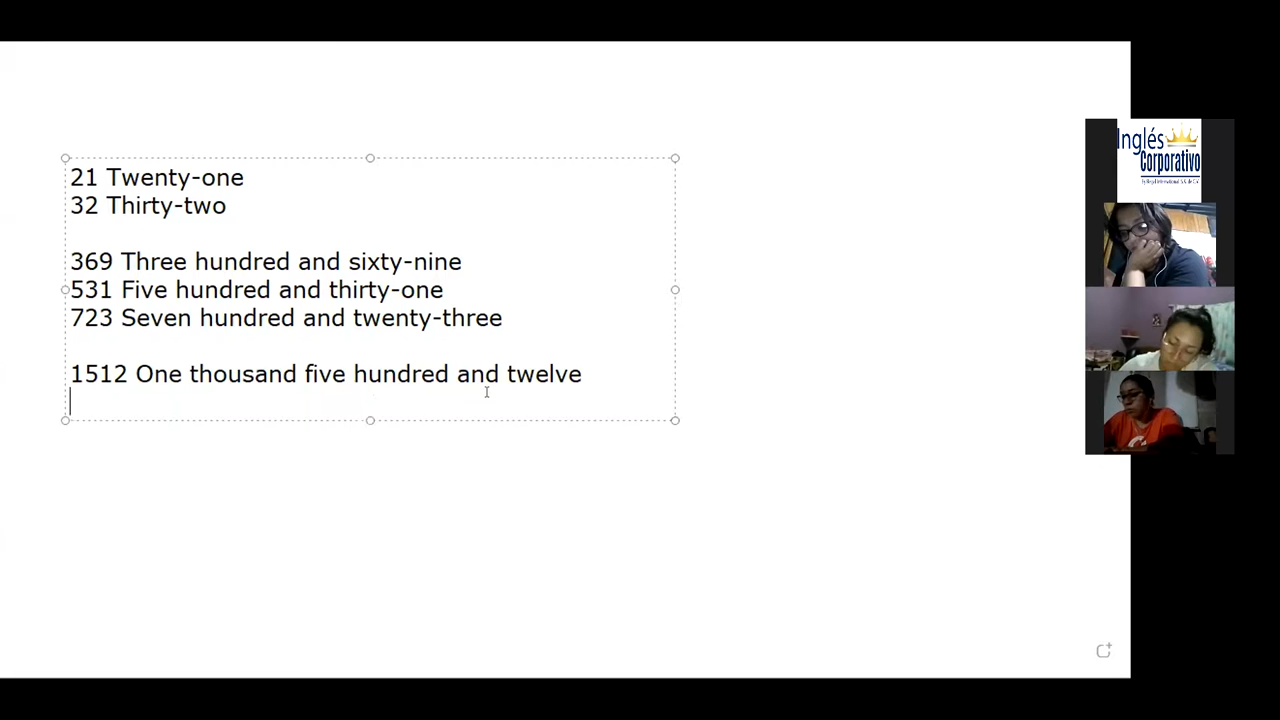 21 Twenty-one
32 Thirty-two
369 Three hundred and sixty-nine
531 Five hundred and thirty-one
723 Seven hundred and twenty-three
1512 One thousand five hundred and twelve
Inglés
Corporativo